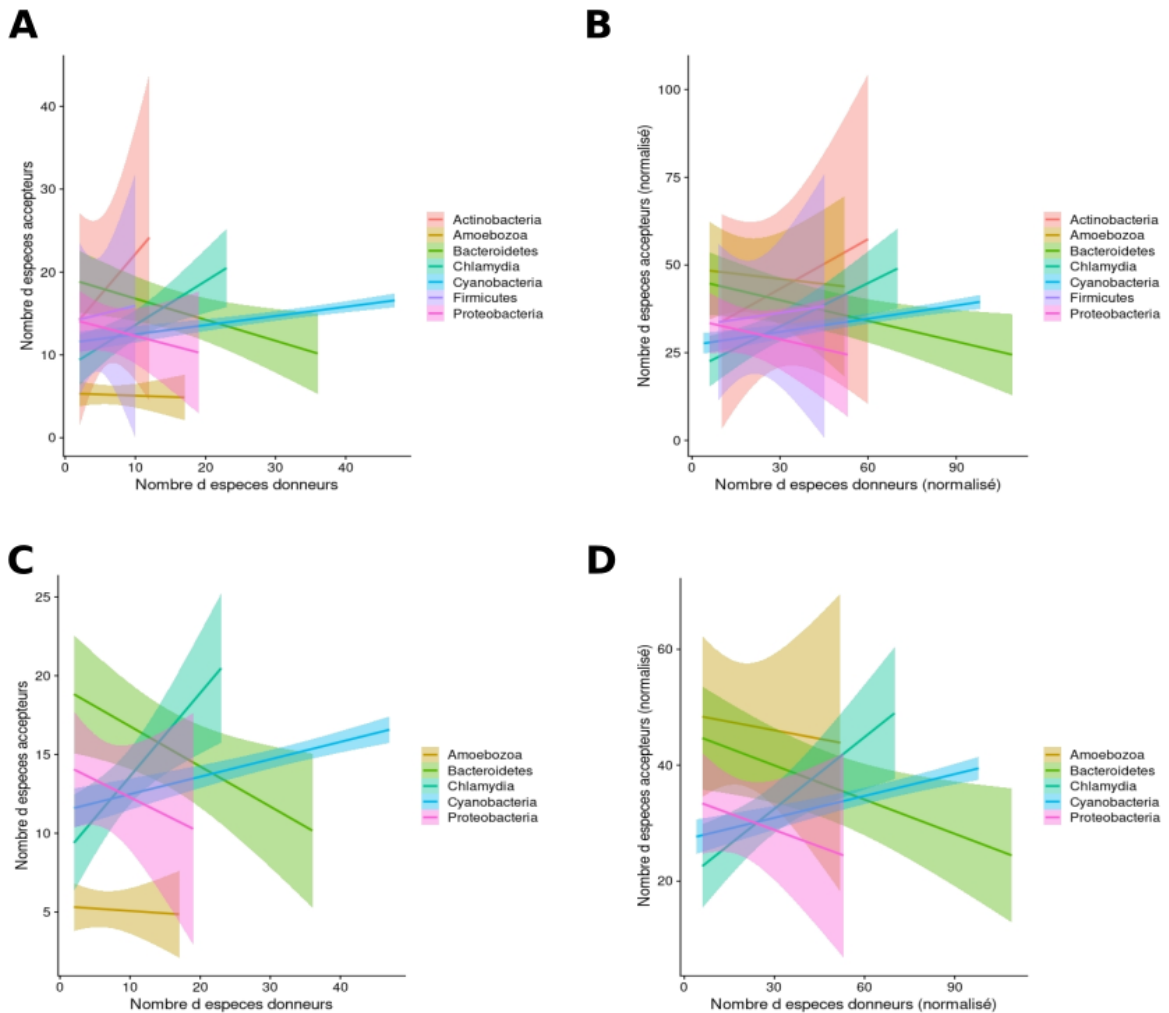 A
Nombre d especes accepteurs
40
30
20
10
0
0
10
20
30
40
Nombre d especes donneurs
Actinobacteria
Amoebozoa
Bacteroidetes
Chlamydia
Cyanobacteria
Firmicutes
Proteobacteria
B
Nombre d especes accepteurs (normalisé)
100
75
50
25
0
0
30
60
90
Nombre d especes donneurs (normalisé)
Actinobacteria
Amoebozoa
Bacteroidetes
Chlamydia
Cyanobacteria
Firmicutes
Proteobacteria
C
Nombre d especes accepteurs
25
20
15
10
5
0
10
20
30
40
Nombre d especes donneurs
Amoebozoa
Bacteroidetes
Chlamydia
Cyanobacteria
Proteobacteria
D
Nombre d especes accepteurs (normalisé)
60
40
20
0
30
60
90
Nombre d especes donneurs (normalisé)
Amoebozoa
Bacteroidetes
Chlamydia
Cyanobacteria
Proteobacteria